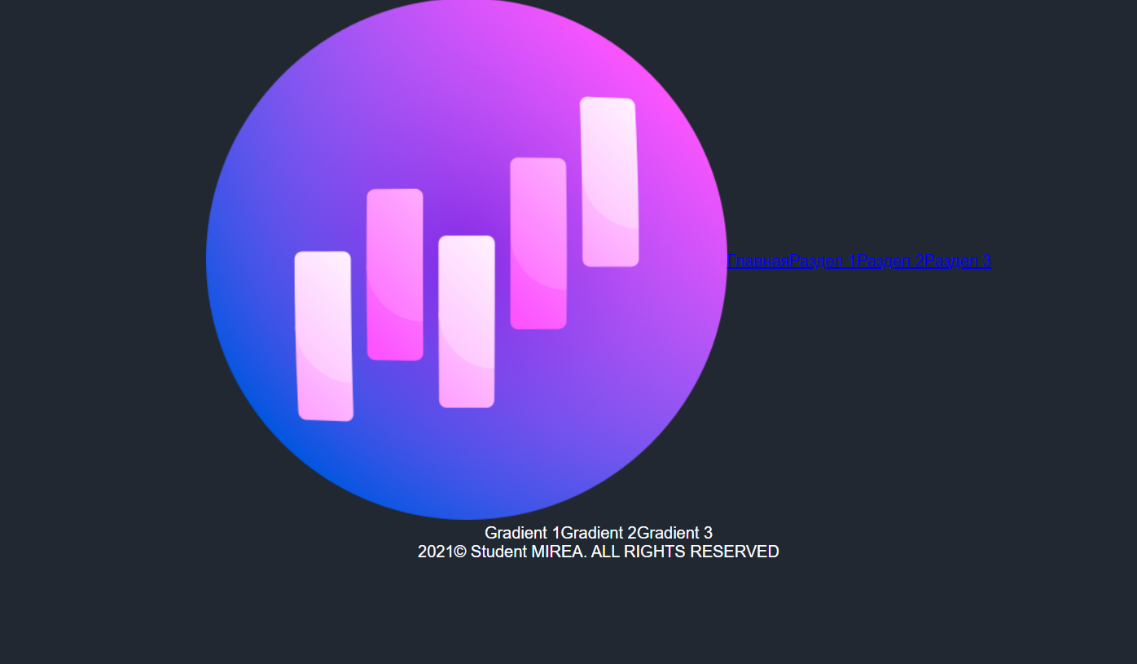 ГлавнаяРаздел 1Раздел 2Раздел 3
Gradient 1Gradient 2Gradient 3
2021© Student MIREA. ALL RIGHTS RESERVED